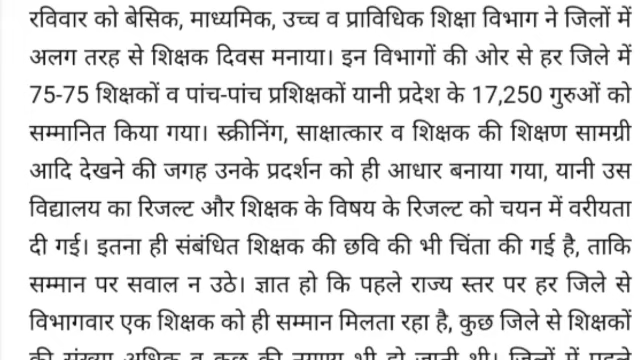 रविवार को बेसिक, माध्यमिक, उच्च व प्राविधिक शिक्षा विभाग ने जिलों में
अलग तरह से शिक्षक दिवस मनाया। इन विभागों की ओर से हर जिले में
75-75 शिक्षकों व पांच-पांच प्रशिक्षकों यानी प्रदेश के 17,250 गुरुओं को
सम्मानित किया गया। स्क्रीनिंग, साक्षात्कार व शिक्षक की शिक्षण सामग्री
आदि देखने की जगह उनके प्रदर्शन को ही आधार बनाया गया, यानी उस
विद्यालय का रिजल्ट और शिक्षक के विषय के रिजल्ट को चयन में वरीयता
दी गई। इतना ही संबंधित शिक्षक की छवि की भी चिंता की गई है, ताकि
सम्मान पर सवाल न उठे। ज्ञात हो कि पहले राज्य स्तर पर हर जिले से
विभागवार एक शिक्षक को ही सम्मान मिलता रहा है, कुछ जिले से शिक्षकों
की संख्या अधिक व कुछ की नगण्य भी हो जाती थी। जिलों में पहले